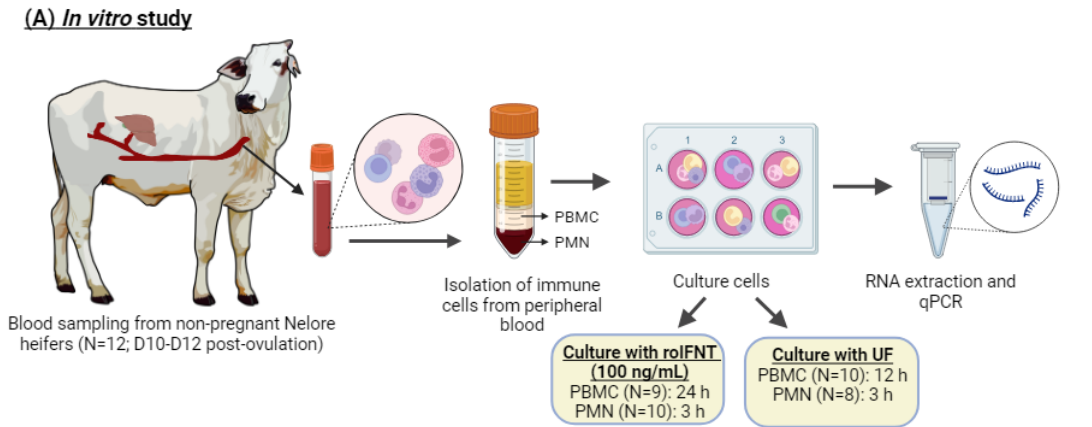 (A) In vitro study
PBMC
PMN
1 2 3
A
B
Blood sampling from non-pregnant Nelore
heifers (N=12; D10-D12 post-ovulation)
Isolation of immune
cells from peripheral
blood
Culture cells
RNA extraction and
qPCR
Culture with roIFNT
(100 ng/mL)
PBMC (N=9): 24 h
PMN (N=10): 3 h
Culture with UF
PBMC (N=10): 12 h
PMN (N=8): 3 h